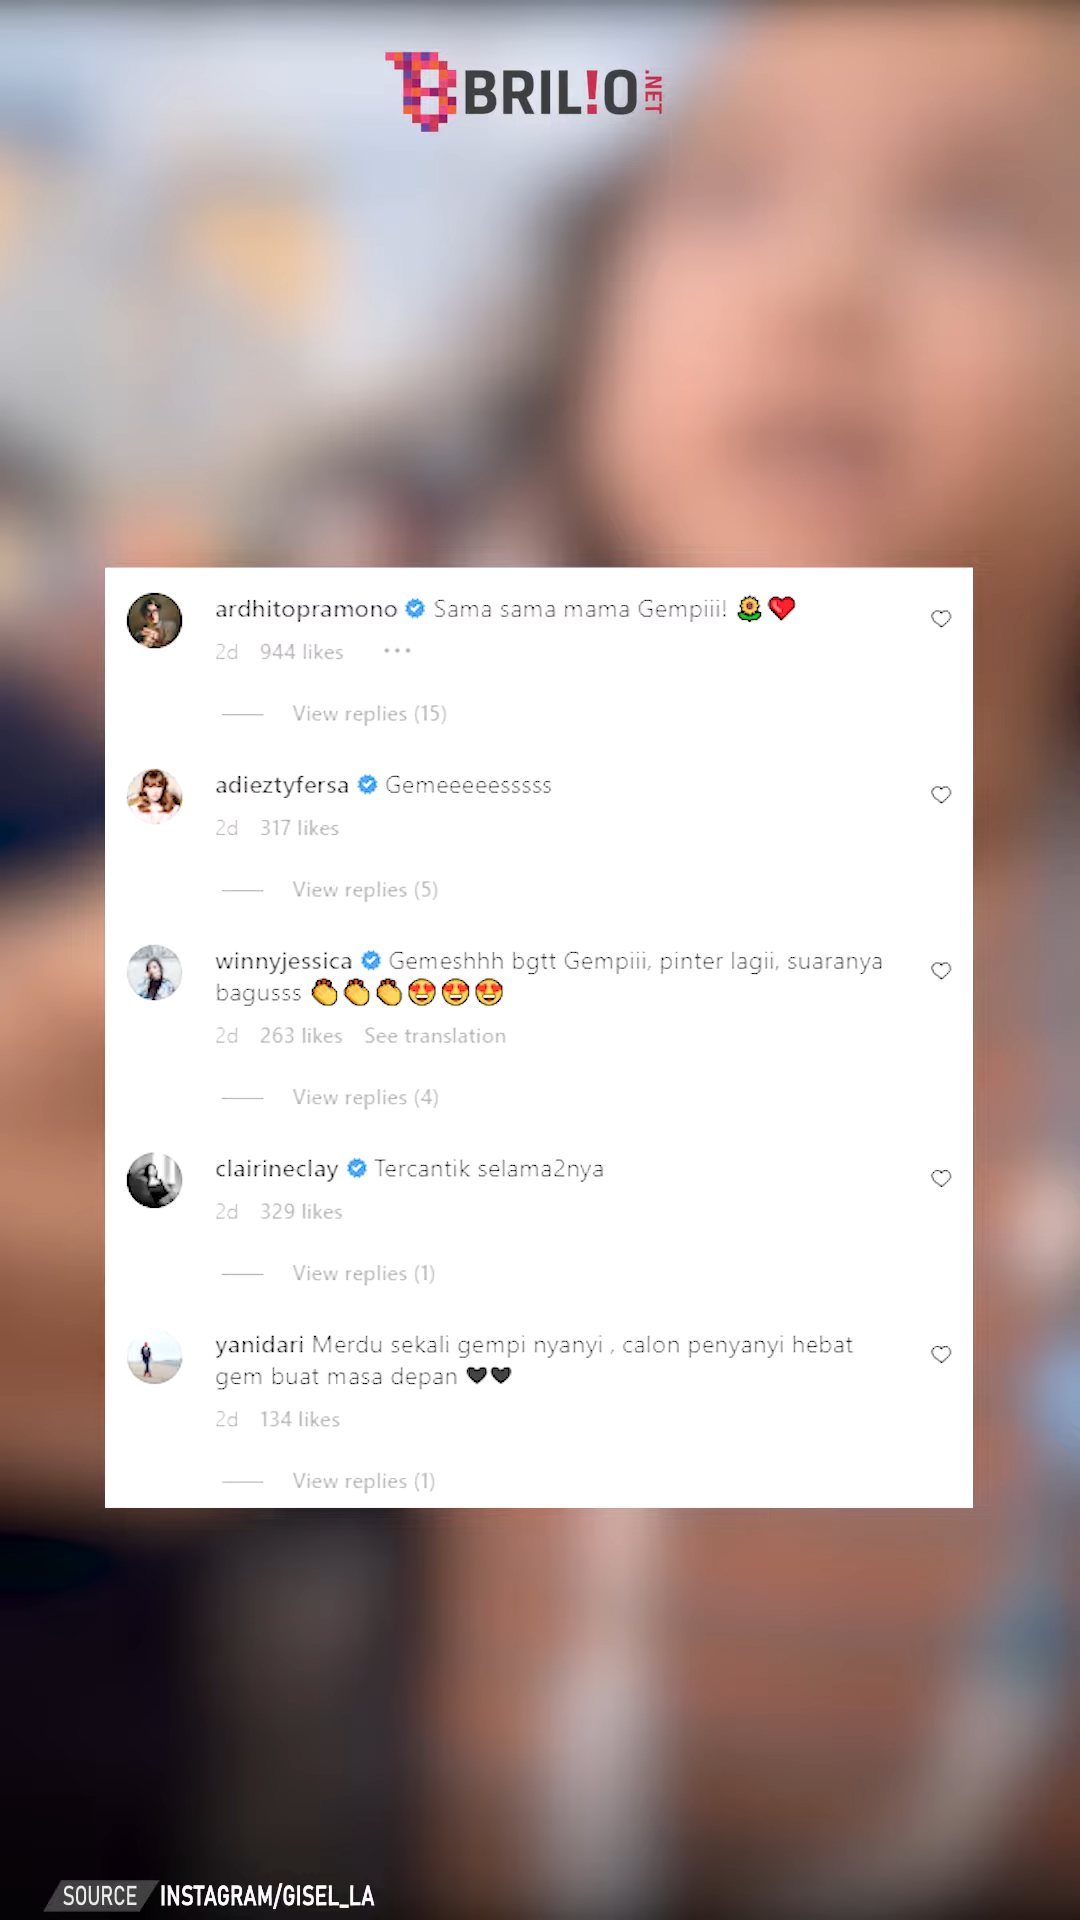 BRIL!O.NET
ardhitopramono Sama sama mama Gempiii! 🌻❤️
2d 944 likes •••
View replies (15)
adieztyfersa Gemeeeeesssss
2d 317 likes
View replies (5)
winnyjessica Gemeshhh bgtt Gempiii, pinter lagii, suaranya
bagusss 👏👏👏😍😍😍
2d 263 likes See translation
View replies (4)
clairineclay Tercantik selama2nya
2d 329 likes
View replies (1)
yanidari Merdu sekali gempi nyanyi , calon penyanyi hebat
gem buat masa depan 🖤🖤
2d 134 likes
View replies (1)
SOURCE INSTAGRAM/GISEL_LA